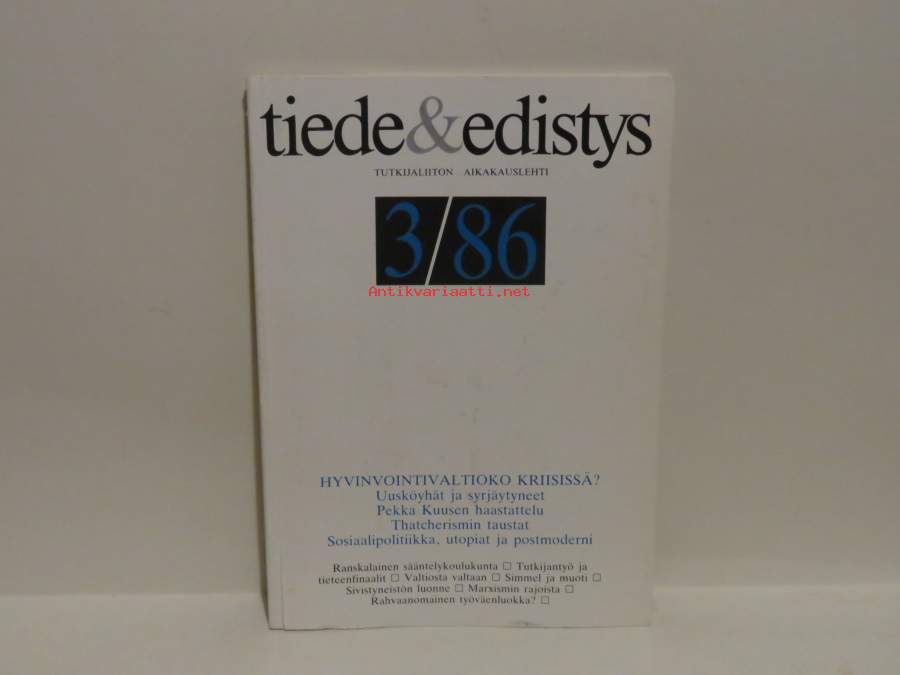 tiede&edistys
TUTKIJALIITON AIKAKAUSLEHTI
3/86
Antikvariaatti.net
HYVINVOINTIVALTIOKO KRIISISSÄ?
Uusköyhät ja syrjäytyneet
Pekka Kuusen haastattelu
Thatcherismin taustat
Sosiaalipolitiikka, utopiat ja postmoderni
Ranskalainen sääntelykoulukunta □ Tutkijantyö ja
tieteenfinaalit □ Valtiosta valtaan □ Simmel ja muoti □
Sivistyneistön luonne □ Marxismin rajoista □
Rahvaanomainen työväenluokka? □